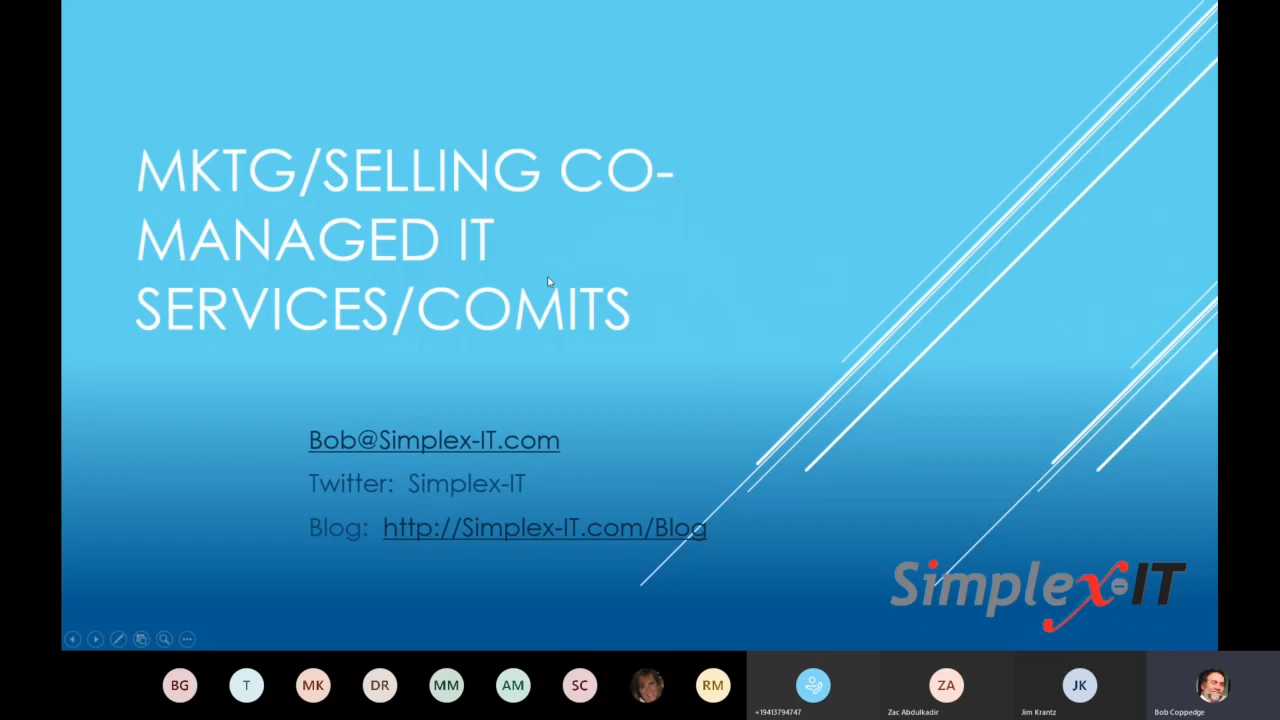 MKTG/SELLING CO-
MANAGED IT
SERVICES/COMITS
Bob@Simplex-IT.com
Twitter: Simplex-IT
Blog: http://Simplex-IT.com/Blog
Simplex-IT
BG
T
MK
DR
MM
AM
SC
RM
ZA
JK
+19413794747
Zac Abdulkadir
Jim Krantz
Bob Coppedge